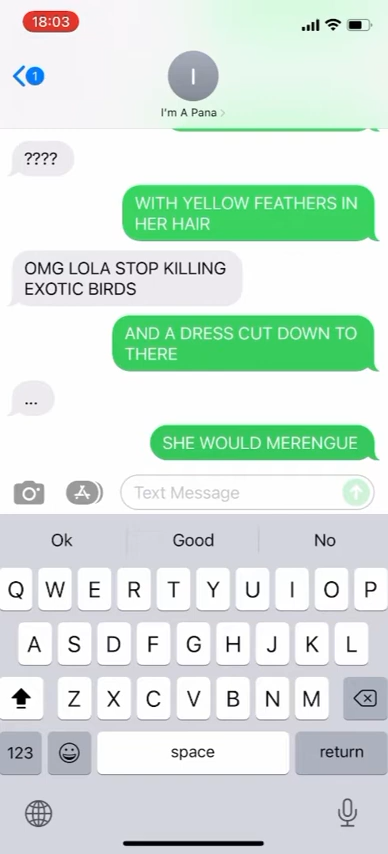 18:03
1
I
I'm A Pana
????
WITH YELLOW FEATHERS IN
HER HAIR
OMG LOLA STOP KILLING
EXOTIC BIRDS
AND A DRESS CUT DOWN TO
THERE
...
SHE WOULD MERENGUE
Text Message
Ok Good No
Q W E R T Y U I O P
A S D F G H J K L
Z X C V B N M
123 space return